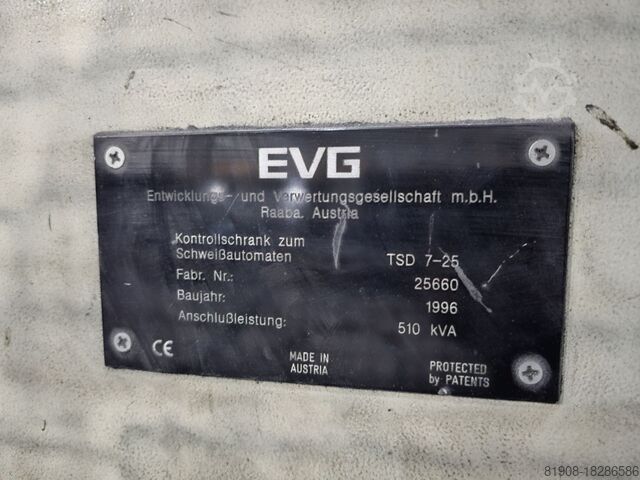 EVG
Entwicklungs- und Verwertungsgesellschaft m.b.H.
Raaba, Austria
Kontrollschrank zum
Schweißautomaten TSD 7-25
Fabr. Nr.: 25660
Baujahr: 1996
Anschlußleistung: 510 kVA
CE
MADE IN
AUSTRIA
PROTECTED
by PATENTS
81908-18286586